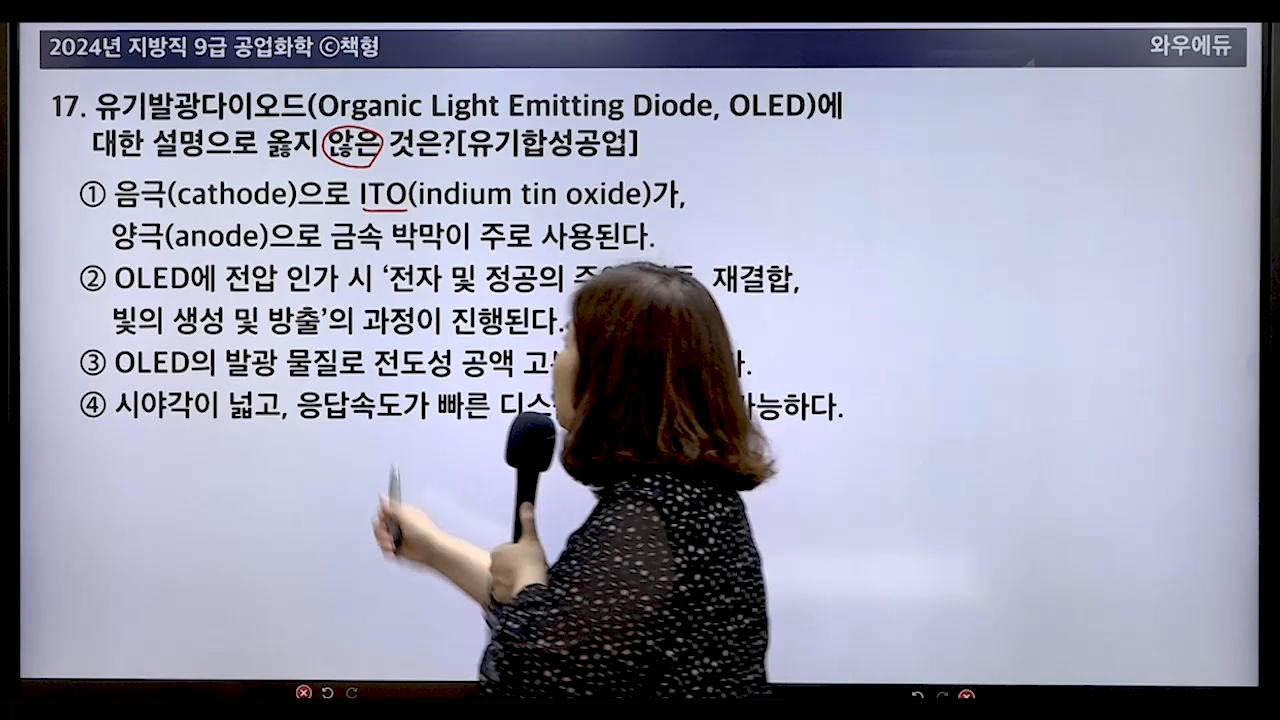 2024년 지방직 9급 공업화학 ⓒ책형
와우에듀
17. 유기발광다이오드(Organic Light Emitting Diode, OLED)에
대한 설명으로 옳지 않은 것은?[유기합성공업]
① 음극(cathode)으로 ITO(indium tin oxide)가,
양극(anode)으로 금속 박막이 주로 사용된다.
② OLED에 전압 인가 시 ‘전자 및 정공의 재결합,
빛의 생성 및 방출’의 과정이 진행된다.
③ OLED의 발광 물질로 전도성 공액
④ 시야각이 넓고, 응답속도가 빠른